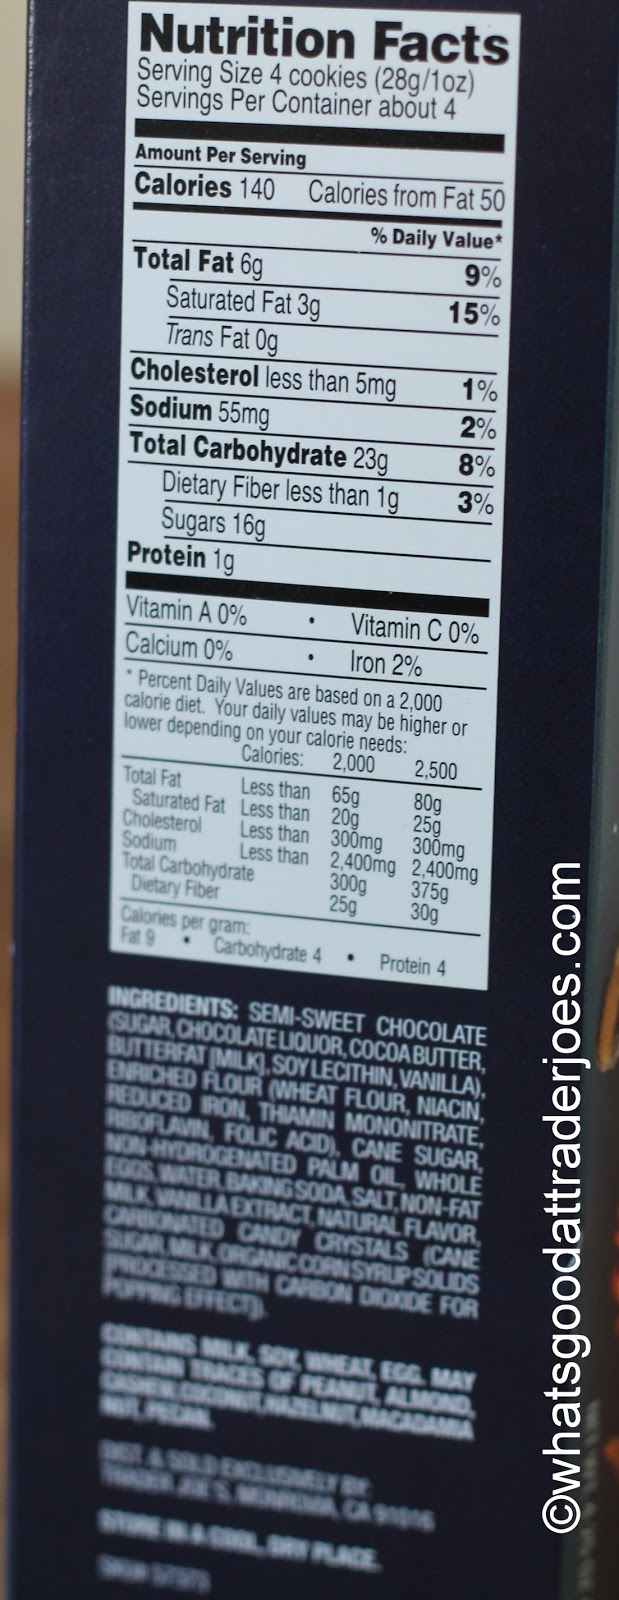 Nutrition Facts
Serving Size 4 cookies (28g/1oz)
Servings Per Container about 4
Amount Per Serving
Calories 140 Calories from Fat 50
% Daily Value*
Total Fat 6g 9%
Saturated Fat 3g 15%
Trans Fat 0g
Cholesterol less than 5mg 1%
Sodium 55mg 2%
Total Carbohydrate 23g 8%
Dietary Fiber less than 1g 3%
Sugars 16g
Protein 1g
Vitamin A 0% • Vitamin C 0%
Calcium 0% • Iron 2%
* Percent Daily Values are based on a 2,000
calorie diet. Your daily values may be higher or
lower depending on your calorie needs:
Calories: 2,000 2,500
Total Fat Less than 65g 80g
Saturated Fat Less than 20g 25g
Cholesterol Less than 300mg 300mg
Sodium Less than 2,400mg 2,400mg
Total Carbohydrate 300g 375g
Dietary Fiber 25g 30g
Calories per gram:
Fat 9 • Carbohydrate 4 • Protein 4
INGREDIENTS: SEMI-SWEET CHOCOLATE
(SUGAR, CHOCOLATE LIQUOR, COCOA BUTTER,
BUTTERFAT [MILK], SOY LECITHIN, VANILLA),
ENRICHED FLOUR (WHEAT FLOUR, NIACIN,
REDUCED IRON, THIAMIN MONONITRATE,
RIBOFLAVIN, FOLIC ACID), CANE SUGAR,
NON-HYDROGENATED PALM OIL, WHOLE
EGGS, WATER, BAKING SODA, SALT, NON-FAT
MILK, VANILLA EXTRACT, NATURAL FLAVOR,
CARBONATED CANDY CRYSTALS (CANE
SUGAR, MILK, ORGANIC CORN SYRUP SOLIDS
[PROCESSED WITH CARBON DIOXIDE FOR
POPPING EFFECT]).
CONTAINS MILK, SOY, WHEAT, EGG. MAY
CONTAIN TRACES OF PEANUT, ALMOND,
CASHEW, COCONUT, HAZELNUT, MACADAMIA
NUT, PECAN.
DIST. & SOLD EXCLUSIVELY BY:
TRADER JOE'S, MONROVIA, CA 91016
STORE IN A COOL, DRY PLACE.
SKU#
©whatsgoodattraderjoes.com